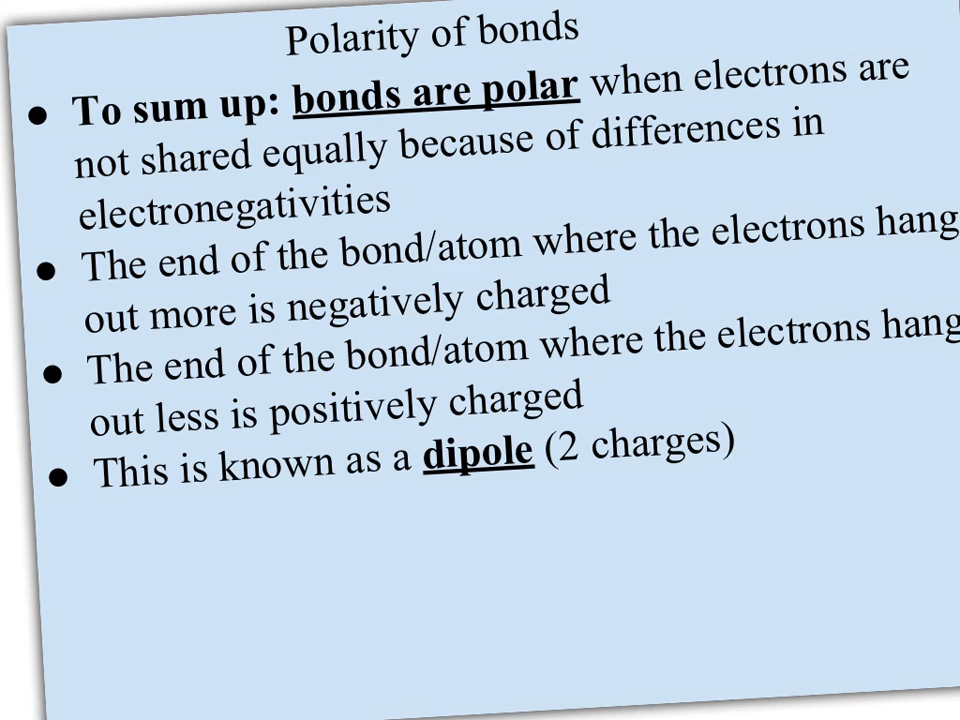 Polarity of bonds
● To sum up: bonds are polar when electrons are
not shared equally because of differences in
electronegativities
● The end of the bond/atom where the electrons hang
out more is negatively charged
● The end of the bond/atom where the electrons hang
out less is positively charged
● This is known as a dipole (2 charges)